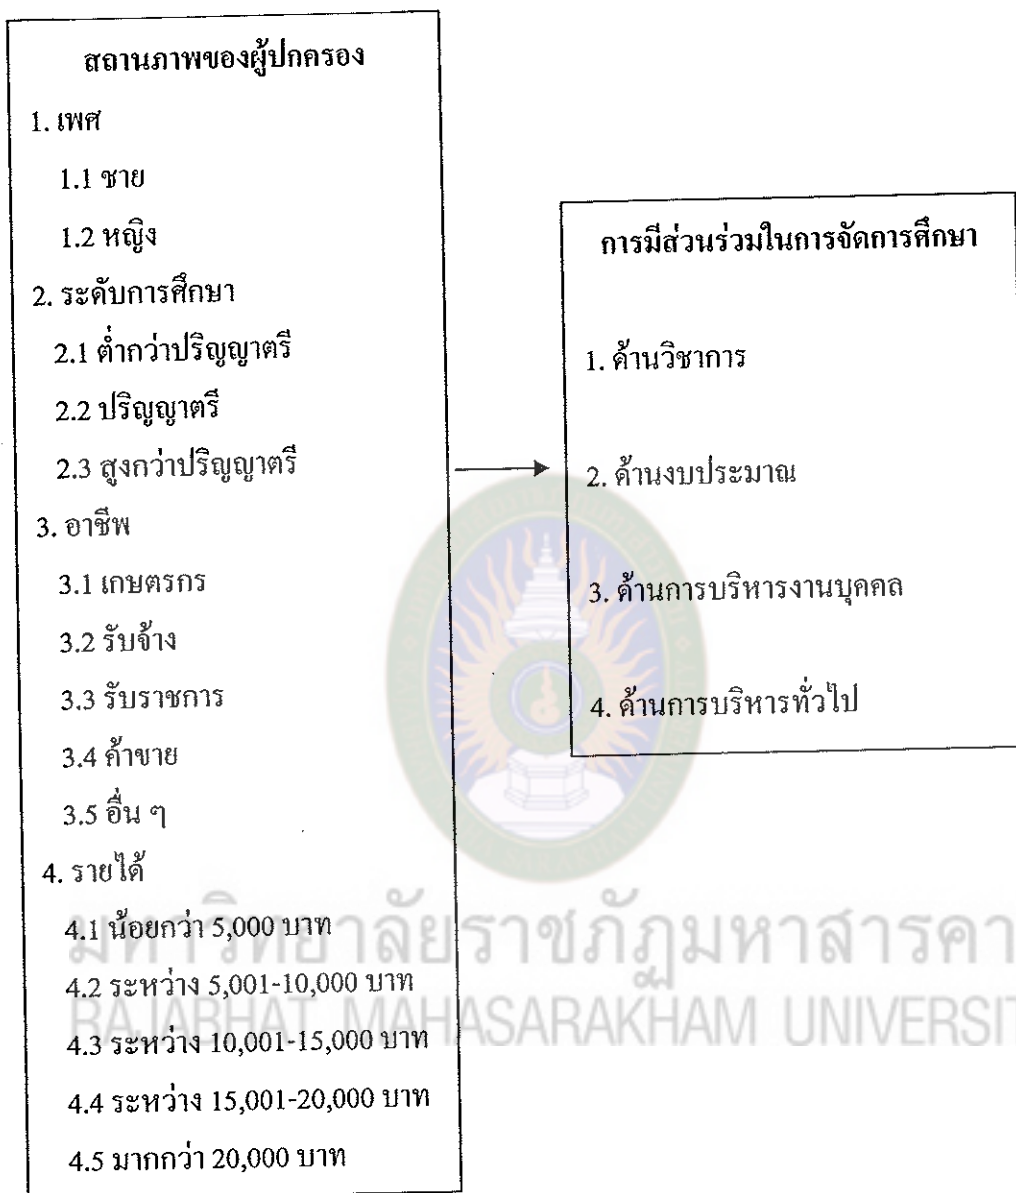 สถานภาพของผู้ปกครอง
1. เพศ
1.1 ชาย
1.2 หญิง
2. ระดับการศึกษา
2.1 ต่ำกว่าปริญญาตรี
2.2 ปริญญาตรี
2.3 สูงกว่าปริญญาตรี
3. อาชีพ
3.1 เกษตรกร
3.2 รับจ้าง
3.3 รับราชการ
3.4 ค้าขาย
3.5 อื่น ๆ
4. รายได้
4.1 น้อยกว่า 5,000 บาท
4.2 ระหว่าง 5,001-10,000 บาท
4.3 ระหว่าง 10,001-15,000 บาท
4.4 ระหว่าง 15,001-20,000 บาท
4.5 มากกว่า 20,000 บาท
การมีส่วนร่วมในการจัดการศึกษา
1. ด้านวิชาการ
2. ด้านงบประมาณ
3. ด้านการบริหารงานบุคคล
4. ด้านการบริหารทั่วไป
มหาวิทยาลัยราชภัฏมหาสารคา
RAJABHAT MAHASARAKHAM UNIVERSIT